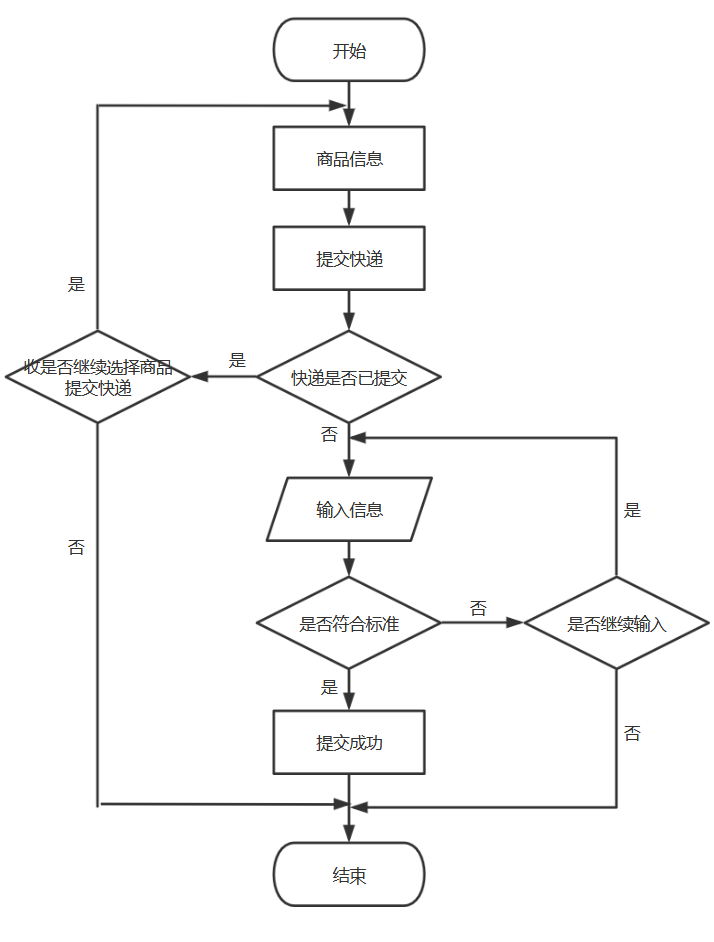 开始
商品信息
提交快递
是
收是否继续选择商品
提交快递
是
快递是否已提交
否
输入信息
是
否
是否符合标准
否
是否继续输入
是
提交成功
否
结束